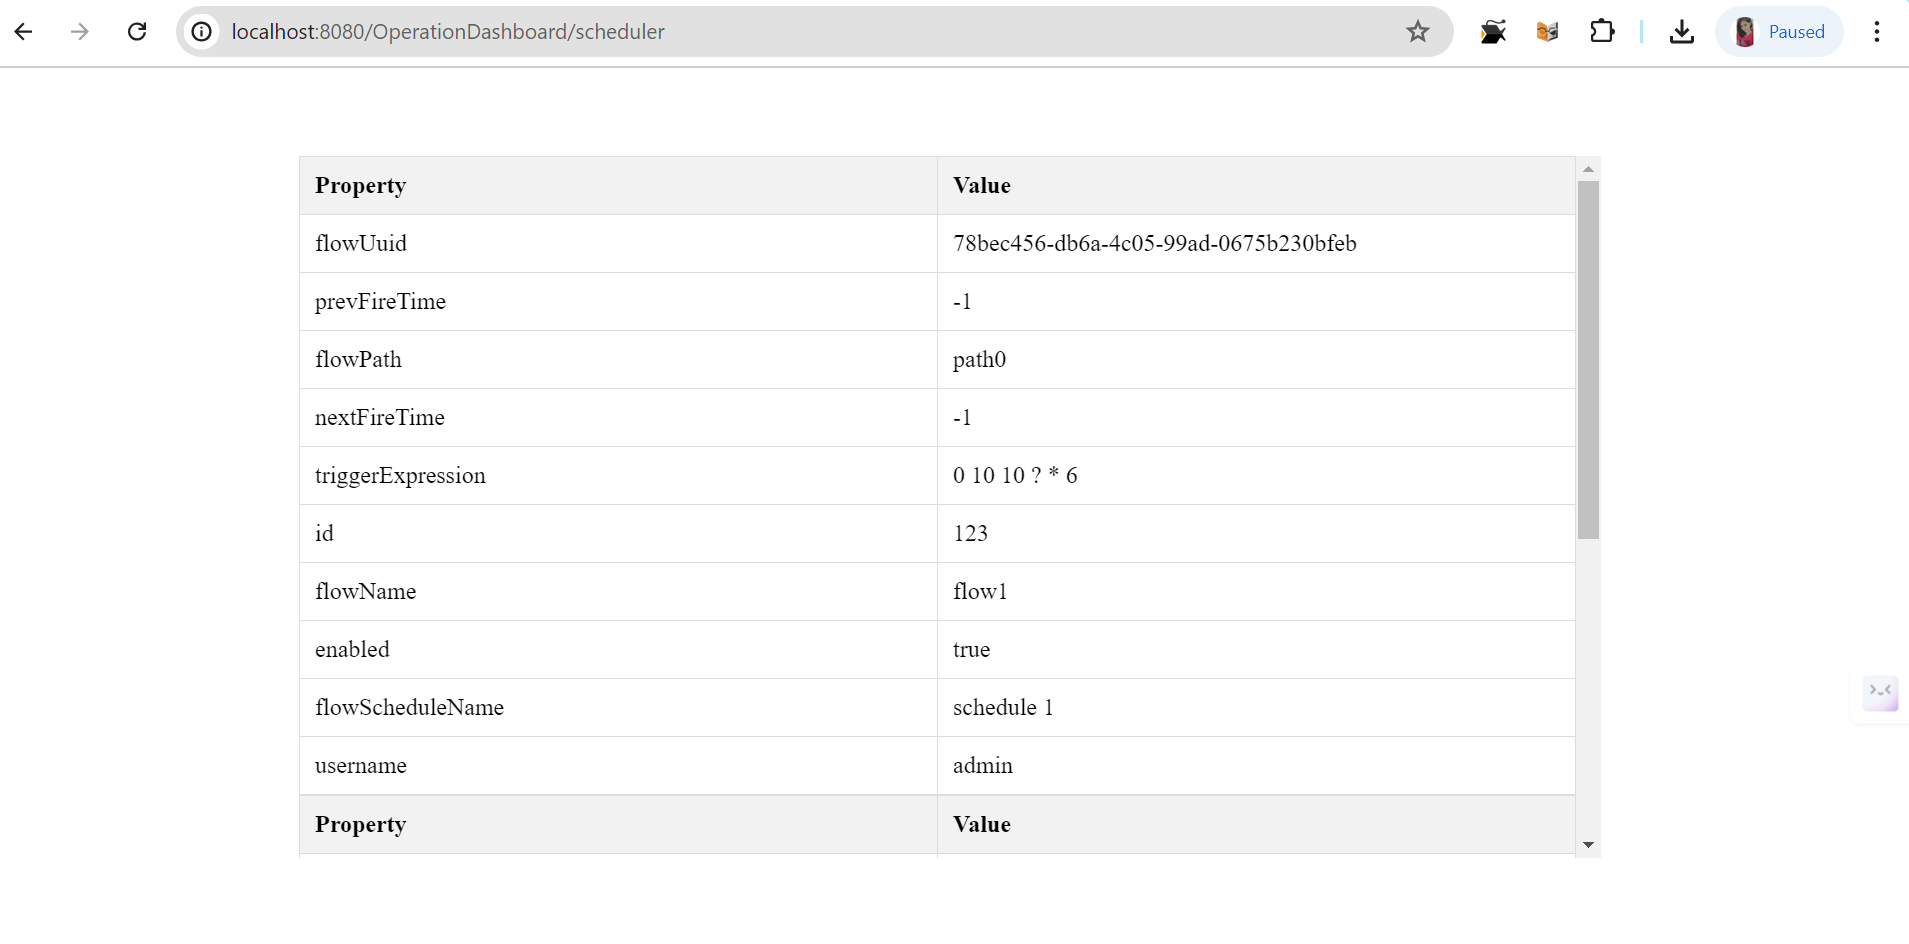 localhost:8080/OperationDashboard/scheduler
Paused
Property Value
flowUuid 78bec456-db6a-4c05-99ad-0675b230bfeb
prevFireTime -1
flowPath path0
nextFireTime -1
triggerExpression 0 10 10 ? * 6
id 123
flowName flow1
enabled true
flowScheduleName schedule 1
username admin
Property Value